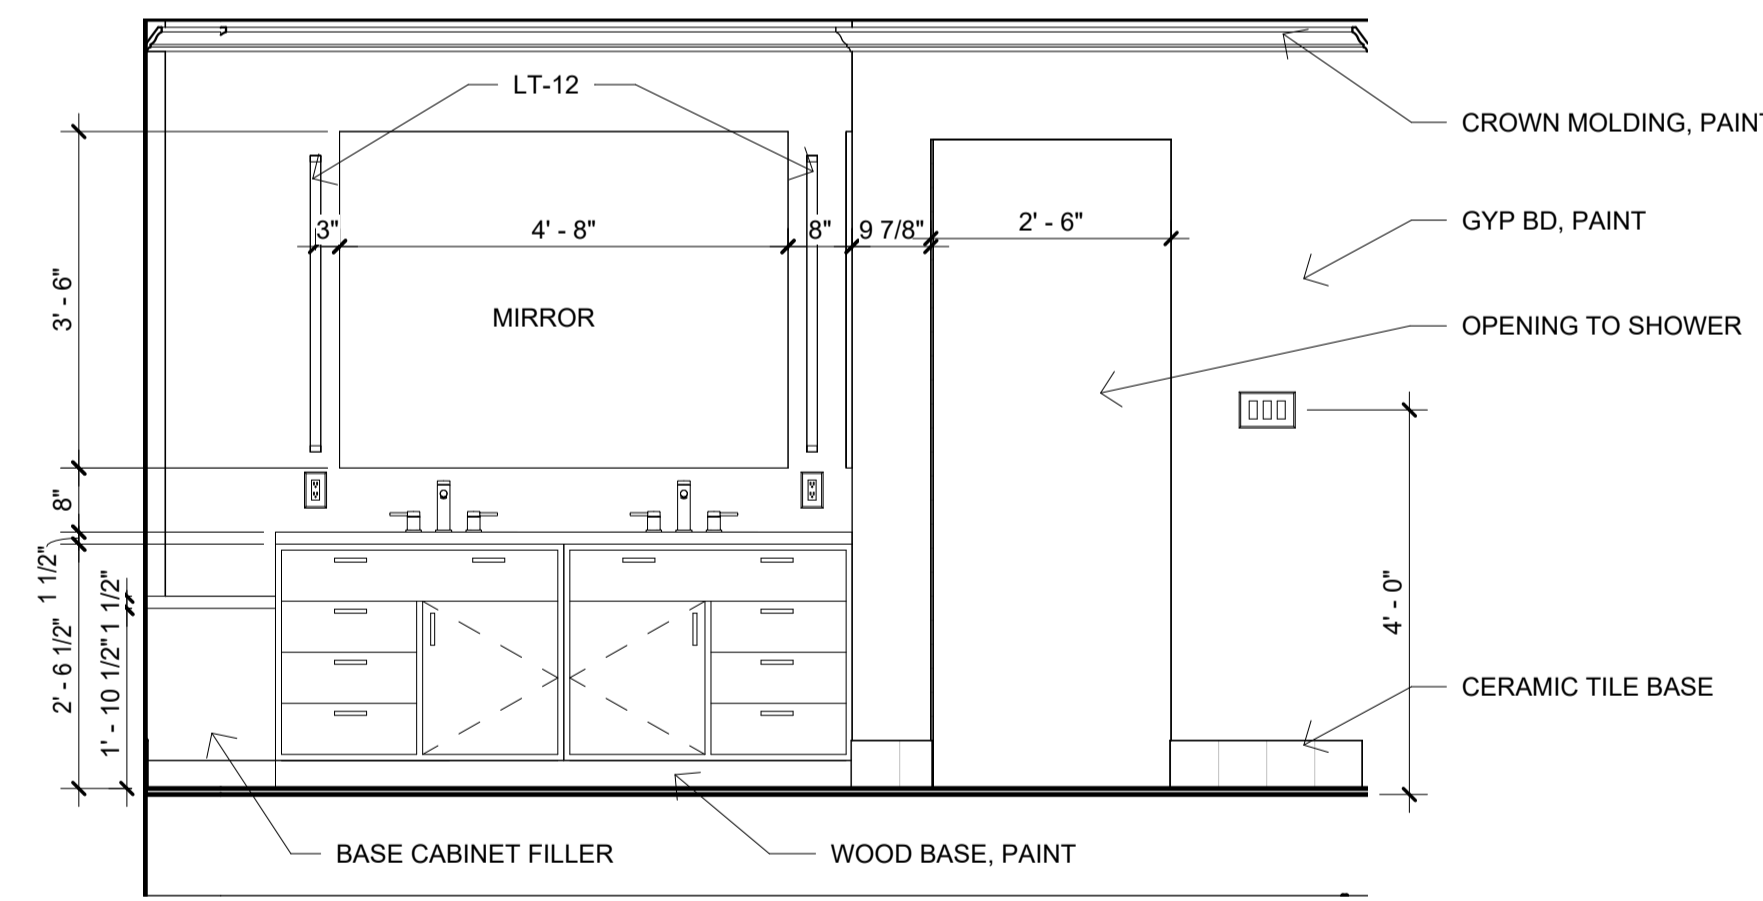 LT-12
CROWN MOLDING, PAINT
3" 4' - 8" 8" 9 7/8" 2' - 6"
GYP BD, PAINT
3' - 6"
MIRROR
OPENING TO SHOWER
8"
1 1/2"
2' - 6 1/2"
1' - 10 1/2" 1 1/2"
4' - 0"
CERAMIC TILE BASE
BASE CABINET FILLER
WOOD BASE, PAINT